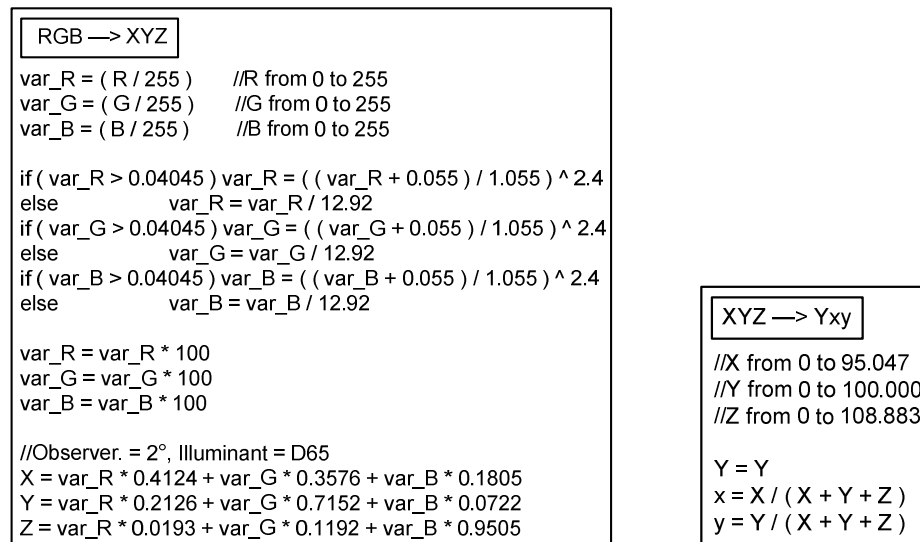 RGB —> XYZ
var_R = ( R / 255 )      //R from 0 to 255
var_G = ( G / 255 )      //G from 0 to 255
var_B = ( B / 255 )      //B from 0 to 255
if ( var_R > 0.04045 ) var_R = ( ( var_R + 0.055 ) / 1.055 ) ^ 2.4
else      var_R = var_R / 12.92
if ( var_G > 0.04045 ) var_G = ( ( var_G + 0.055 ) / 1.055 ) ^ 2.4
else      var_G = var_G / 12.92
if ( var_B > 0.04045 ) var_B = ( ( var_B + 0.055 ) / 1.055 ) ^ 2.4
else      var_B = var_B / 12.92
var_R = var_R * 100
var_G = var_G * 100
var_B = var_B * 100
//Observer. = 2°, Illuminant = D65
X = var_R * 0.4124 + var_G * 0.3576 + var_B * 0.1805
Y = var_R * 0.2126 + var_G * 0.7152 + var_B * 0.0722
Z = var_R * 0.0193 + var_G * 0.1192 + var_B * 0.9505
XYZ —> Yxy
//X from 0 to 95.047
//Y from 0 to 100.000
//Z from 0 to 108.883
Y = Y
x = X / ( X + Y + Z )
y = Y / ( X + Y + Z )